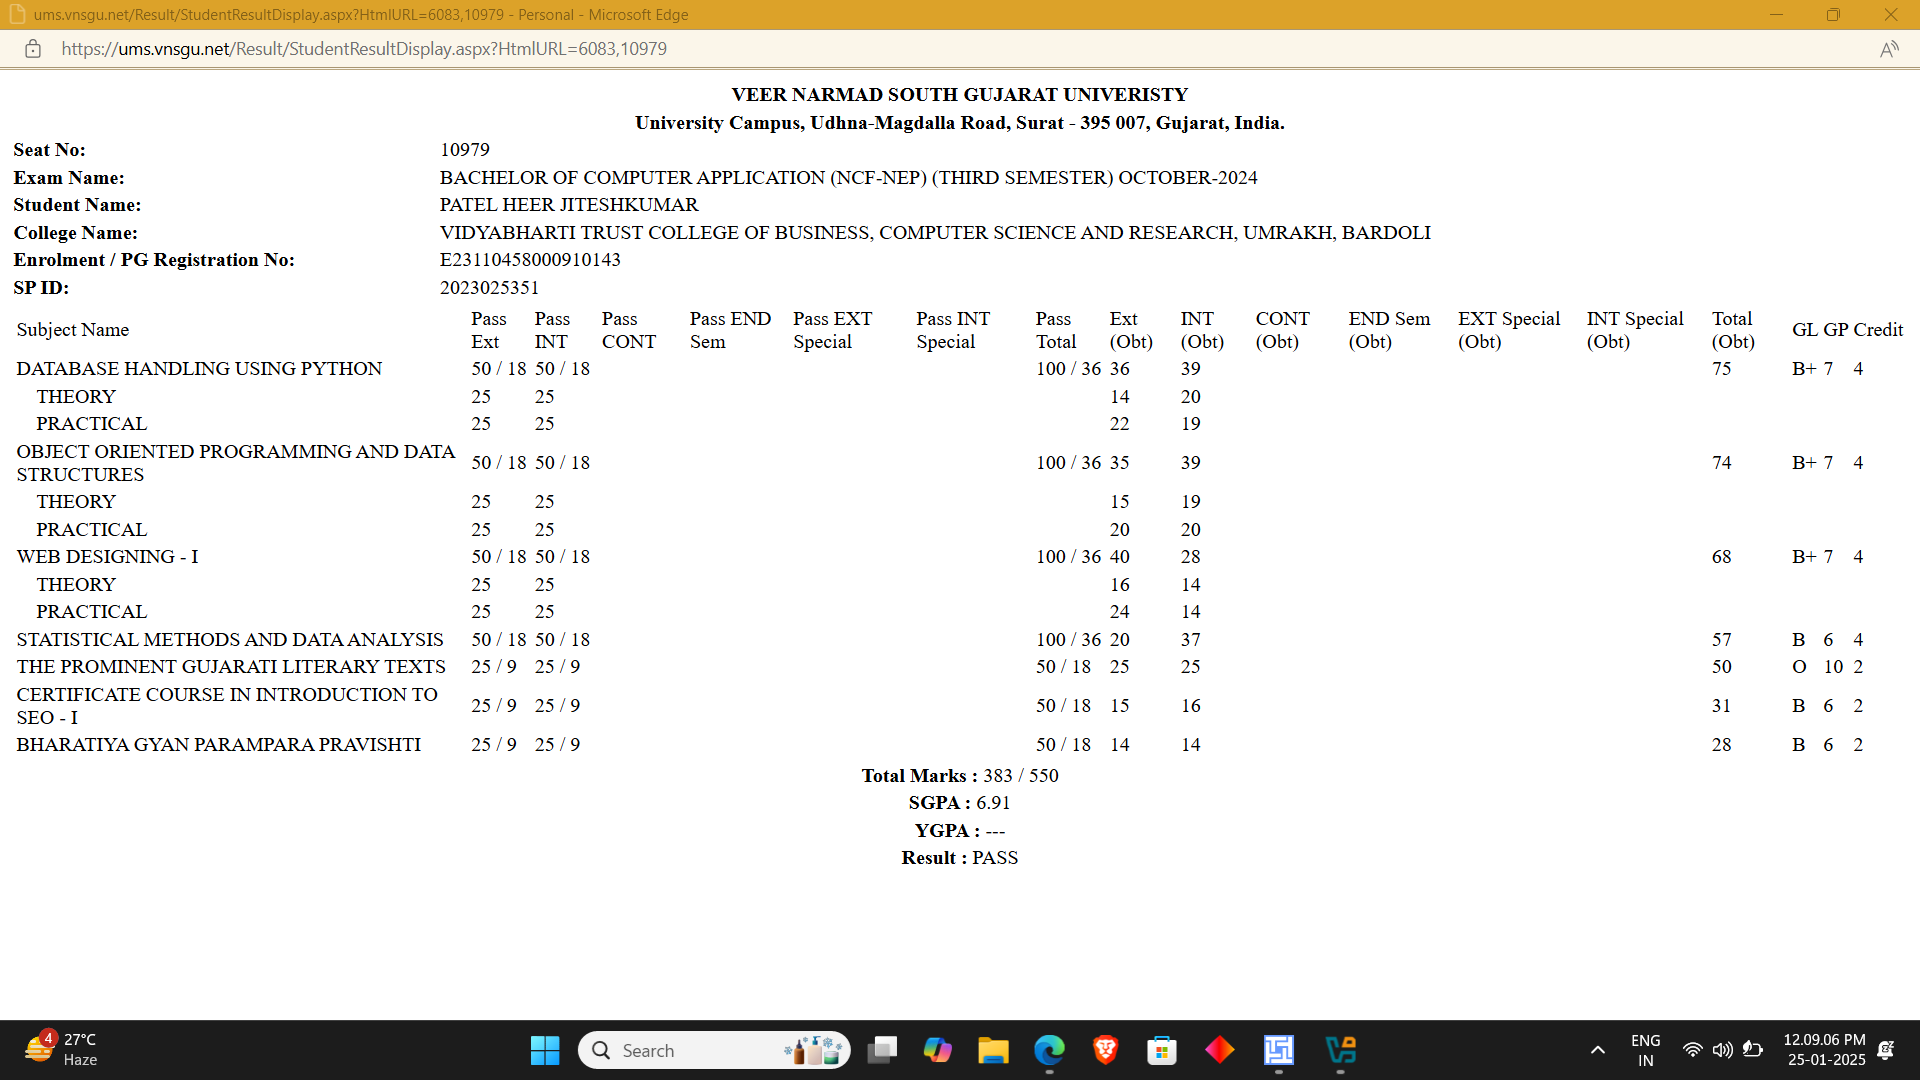 ums.vnsgu.net/Result/StudentResultDisplay.aspx?HtmlURL=6083,10979 - Personal - Microsoft Edge
https://ums.vnsgu.net/Result/StudentResultDisplay.aspx?HtmlURL=6083,10979
VEER NARMAD SOUTH GUJARAT UNIVERISTY
University Campus, Udhna-Magdalla Road, Surat - 395 007, Gujarat, India.
Seat No: 10979
Exam Name: BACHELOR OF COMPUTER APPLICATION (NCF-NEP) (THIRD SEMESTER) OCTOBER-2024
Student Name: PATEL HEER JITESHKUMAR
College Name: VIDYABHARTI TRUST COLLEGE OF BUSINESS, COMPUTER SCIENCE AND RESEARCH, UMRAKH, BARDOLI
Enrolment / PG Registration No: E23110458000910143
SP ID: 2023025351
Subject Name Pass Ext Pass INT Pass CONT Pass END Sem Pass EXT Special Pass INT Special Pass Total Ext (Obt) INT (Obt) CONT (Obt) END Sem (Obt) EXT Special (Obt) INT Special (Obt) Total (Obt) GL GP Credit
DATABASE HANDLING USING PYTHON 50 / 18 50 / 18 100 / 36 36 39 75 B+ 7 4
THEORY 25 25 14 20
PRACTICAL 25 25 22 19
OBJECT ORIENTED PROGRAMMING AND DATA
STRUCTURES 50 / 18 50 / 18 100 / 36 35 39 74 B+ 7 4
THEORY 25 25 15 19
PRACTICAL 25 25 20 20
WEB DESIGNING - I 50 / 18 50 / 18 100 / 36 40 28 68 B+ 7 4
THEORY 25 25 16 14
PRACTICAL 25 25 24 14
STATISTICAL METHODS AND DATA ANALYSIS 50 / 18 50 / 18 100 / 36 20 37 57 B 6 4
THE PROMINENT GUJARATI LITERARY TEXTS 25 / 9 25 / 9 50 / 18 25 25 50 O 10 2
CERTIFICATE COURSE IN INTRODUCTION TO
SEO - I 25 / 9 25 / 9 50 / 18 15 16 31 B 6 2
BHARATIYA GYAN PARAMPARA PRAVISHTI 25 / 9 25 / 9 50 / 18 14 14 28 B 6 2
Total Marks : 383 / 550
SGPA : 6.91
YGPA : ---
Result : PASS
4 27°C
Haze
Search
ENG
IN
12.09.06 PM
25-01-2025